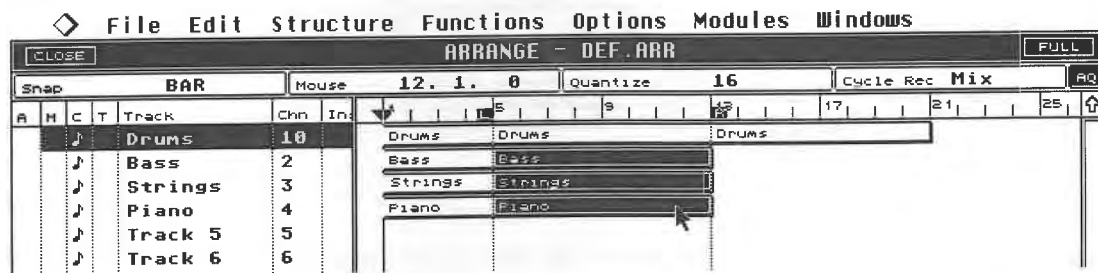 File Edit Structure Functions Options Modules Windows
CLOSE ARRANGE - DEF.ARR FULL
Snap BAR Mouse 12. 1. 0 Quantize 16 Cycle Rec Mix AQ
A M C T Track Chn In 5 9 13 17 21 25
Drums 10 Drums Drums Drums
Bass 2 Bass Bass
Strings 3 Strings Strings
Piano 4 Piano Piano
Track 5 5
Track 6 6